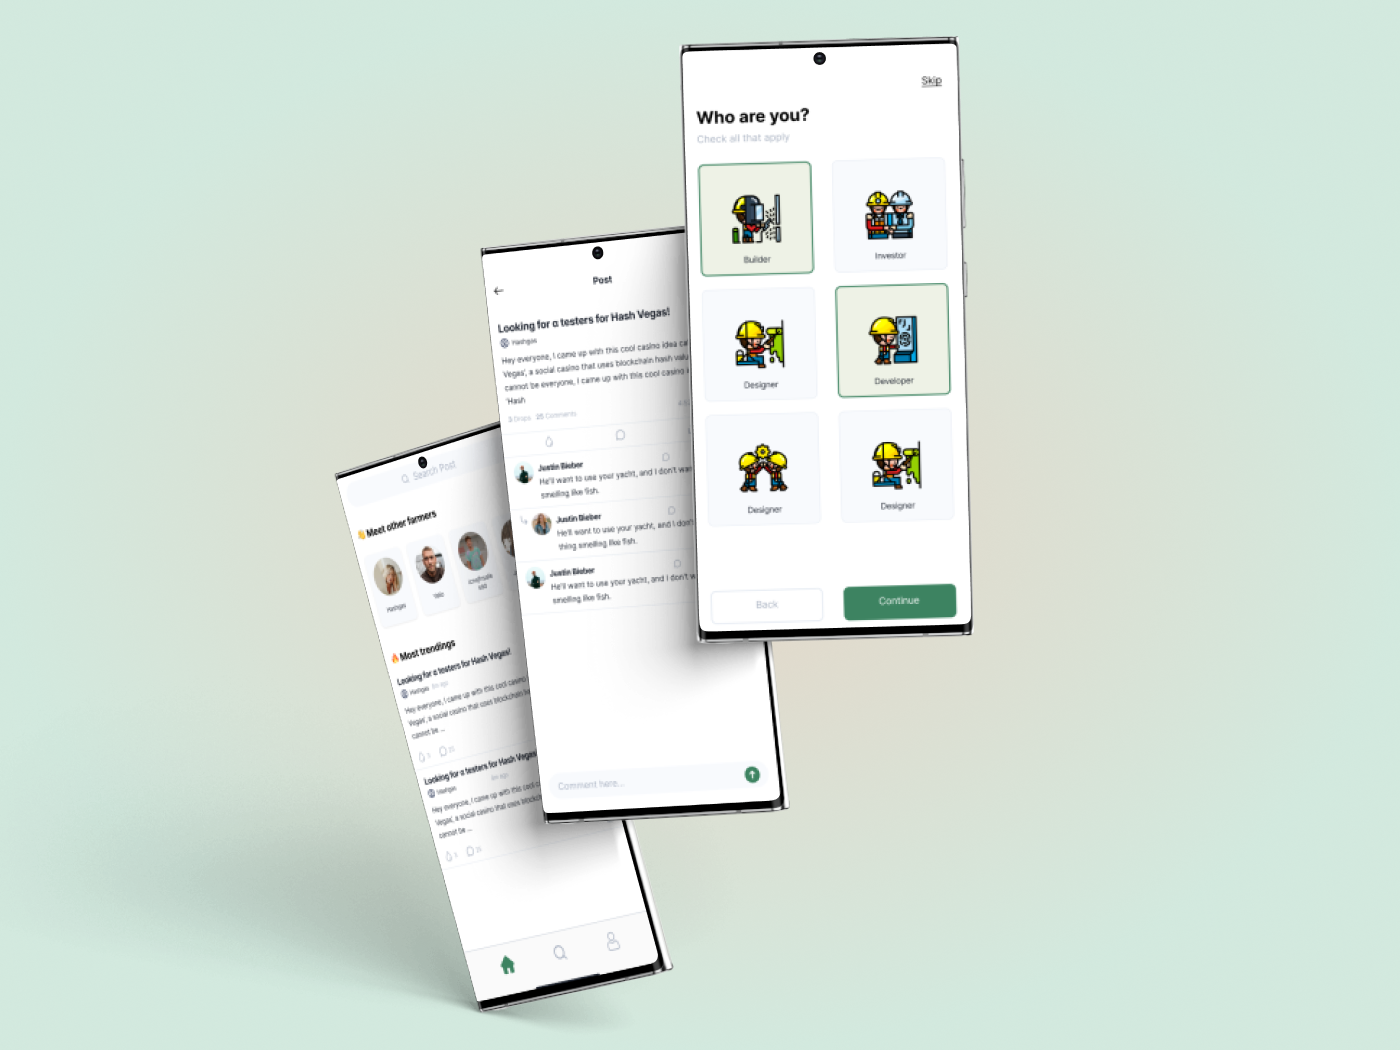 Skip
Who are you?
Check all that apply
Builder
Investor
Designer
Developer
Designer
Designer
Back
Continue
Post
Looking for a testers for Hash Vegas!
Hashgas
Hey everyone, I came up with this cool casino idea
Vegas', a social casino that uses blockchain hash
cannot be everyone, I came up with this cool casino
'Hash
3 Drops 25 Comments
Justin Bieber
He'll want to use your yacht, and I don't
smelling like fish.
Justin Bieber
He'll want to use your yacht, and I don't
thing smelling like fish.
Justin Bieber
He'll want to use your yacht, and I don't
smelling like fish.
Comment here...
Search Post
👋Meet other farmers
Hashgas
🔥Most trendings
Looking for a testers for Hash Vegas!
Hashgas 6m ago
Hey everyone, I came up with this cool casino
Vegas', a social casino that uses blockchain
cannot be ...
Looking for a testers for Hash Vegas!
Hashgas 6m ago
Hey everyone, I came up with this cool
Vegas', a social casino that uses blockchain
cannot be ...